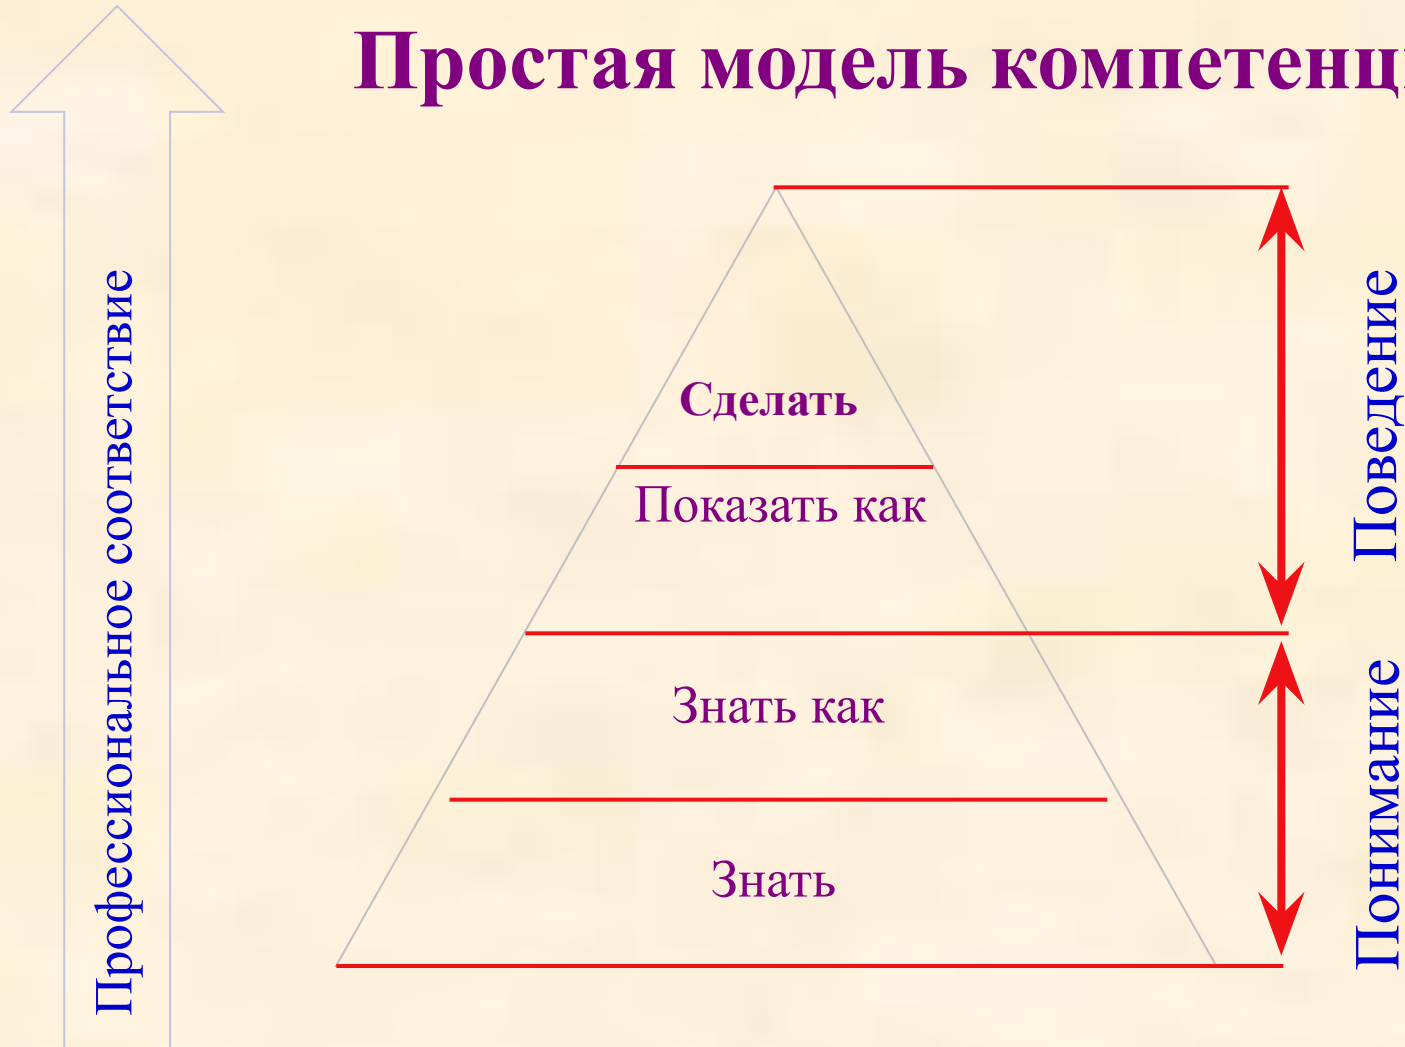 Простая модель компетенц
Профессиональное соответствие
Сделать
Показать как
Поведение
Знать как
Понимание
Знать